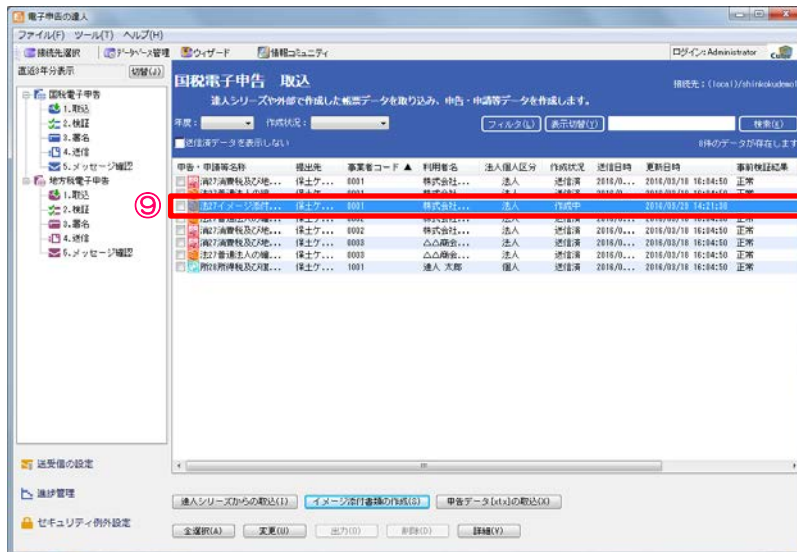 電子申告の達人
ファイル(F) ツール(T) ヘルプ(H)
接続先選択 データベース管理 ウィザード 情報コミュニティ ログイン:Administrator
直近3年分表示 切替(J)
国税電子申告 取込
接続先:(local)/shinkokudemo
達人シリーズや外部で作成した帳票データを取り込み、申告・申請等データを作成します。
年度: 作成状況: フィルタ(L) 表示切替(Y) 検索(K)
送信済データを表示しない 8件のデータが存在します
国税電子申告
1.取込
2.検証
3.署名
4.送信
5.メッセージ確認
地方税電子申告
1.取込
2.検証
3.署名
4.送信
5.メッセージ確認
申告・申請等名称 提出先 事業者コード ▲ 利用者名 法人個人区分 作成状況 送信日時 更新日時 事前検証結果
消27消費税及び地... 保土ケ... 0001 株式会社... 法人 送信済 2016/0... 2016/03/18 16:04:50 正常
⑨
法27イメージ添付... 保土ケ... 0001 株式会社... 法人 作成中
消27消費税及び地... 保土ケ... 0002 株式会社... 法人 送信済 2016/0... 2016/03/18 16:04:50 正常
消27消費税及び地... 保土ケ... 0003 △△商会... 法人 送信済 2016/0... 2016/03/18 16:04:50 正常
法27普通法人の確... 保土ケ... 0003 △△商会... 法人 送信済 2016/0... 2016/03/18 16:04:50 正常
所26所得税及び復... 保土ケ... 1001 達人 太郎 個人 送信済 2016/0... 2016/03/18 16:04:50 正常
送受信の設定
進捗管理
セキュリティ例外設定
達人シリーズからの取込(I) イメージ添付書類の作成(S) 申告データ[xtx]の取込(X)
全選択(A) 変更(U) 出力(O) 削除(D) 詳細(V)